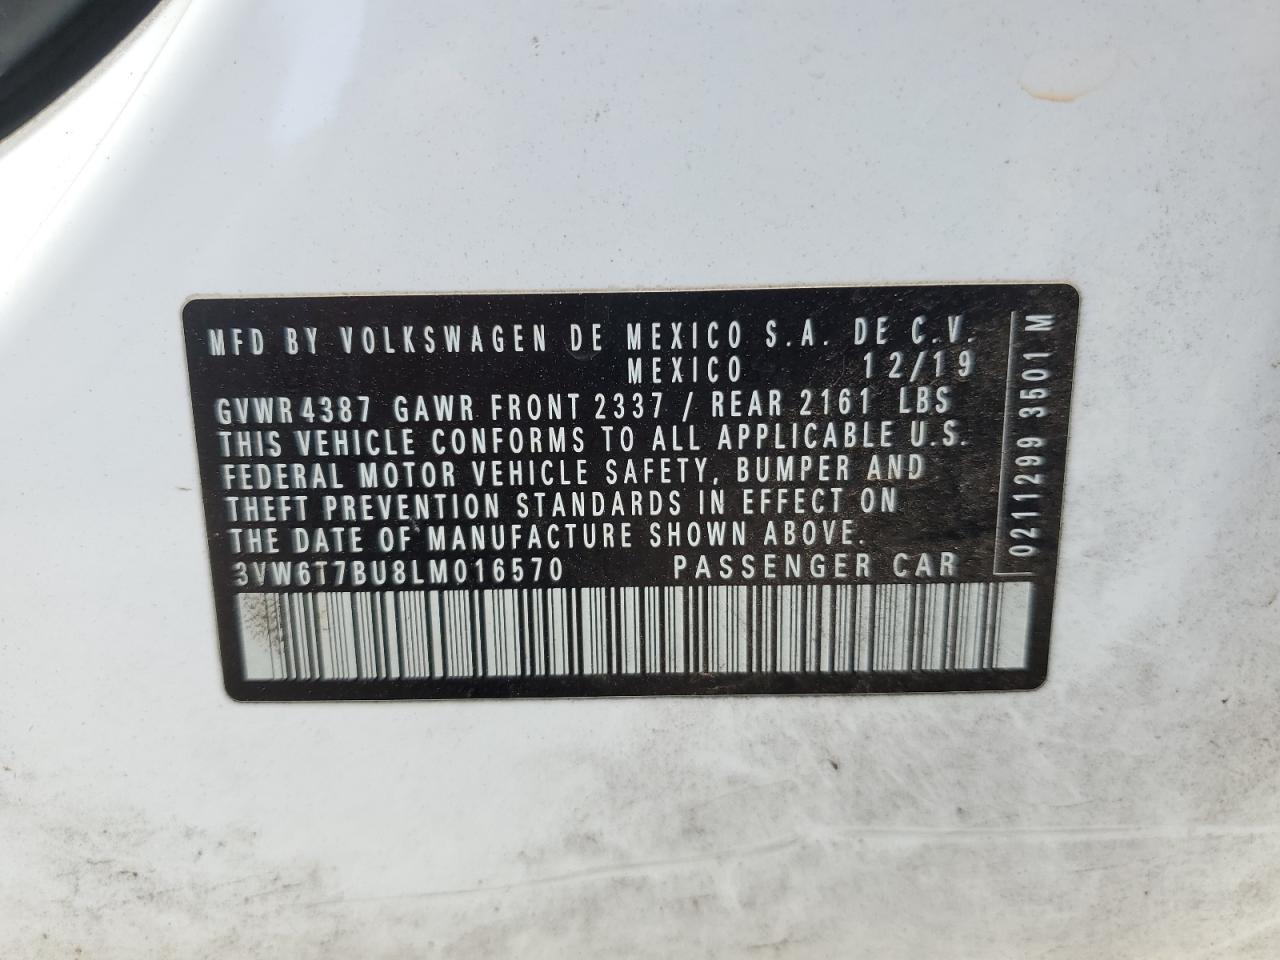 MFD BY VOLKSWAGEN DE MEXICO S.A. DE C.V.
MEXICO 12/19
GVWR 4387 GAWR FRONT 2337 / REAR 2161 LBS
THIS VEHICLE CONFORMS TO ALL APPLICABLE U.S.
FEDERAL MOTOR VEHICLE SAFETY, BUMPER AND
THEFT PREVENTION STANDARDS IN EFFECT ON
THE DATE OF MANUFACTURE SHOWN ABOVE.
3VW6T7BU8LM016570 PASSENGER CAR
0211299 3501 M